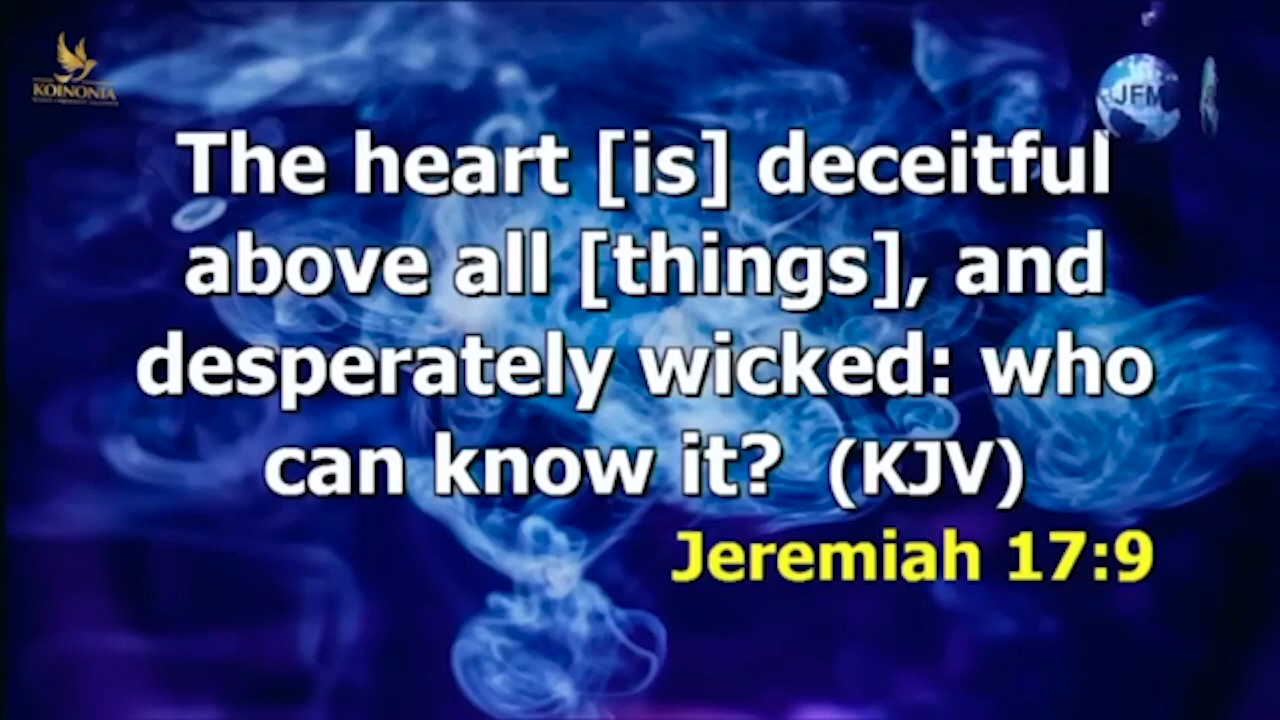 KOINONIA
JFM
The heart [is] deceitful
above all [things], and
desperately wicked: who
can know it? (KJV)
Jeremiah 17:9